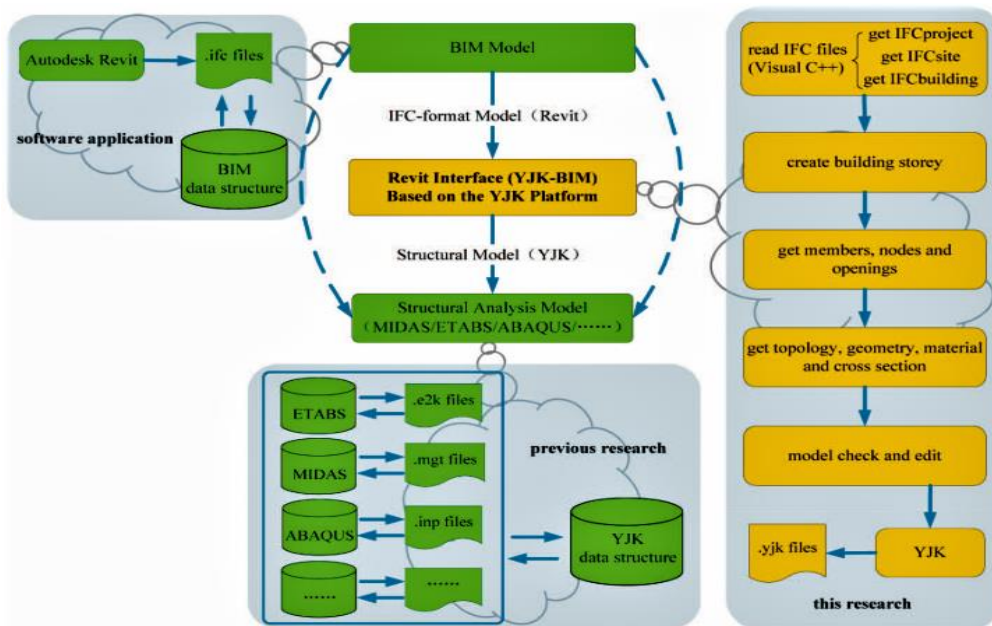 Autodesk Revit
.ifc files
software application
BIM
data structure
BIM Model
IFC-format Model（Revit）
Revit Interface (YJK-BIM)
Based on the YJK Platform
Structural Model（YJK）
Structural Analysis Model
（MIDAS/ETABS/ABAQUS/······）
ETABS
.e2k files
MIDAS
.mgt files
ABAQUS
.inp files
······
······
previous research
YJK
data structure
read IFC files
(Visual C++)
get IFCproject
get IFCsite
get IFCbuilding
create building storey
get members, nodes and
openings
get topology, geometry, material
and cross section
model check and edit
YJK
.yjk files
this research